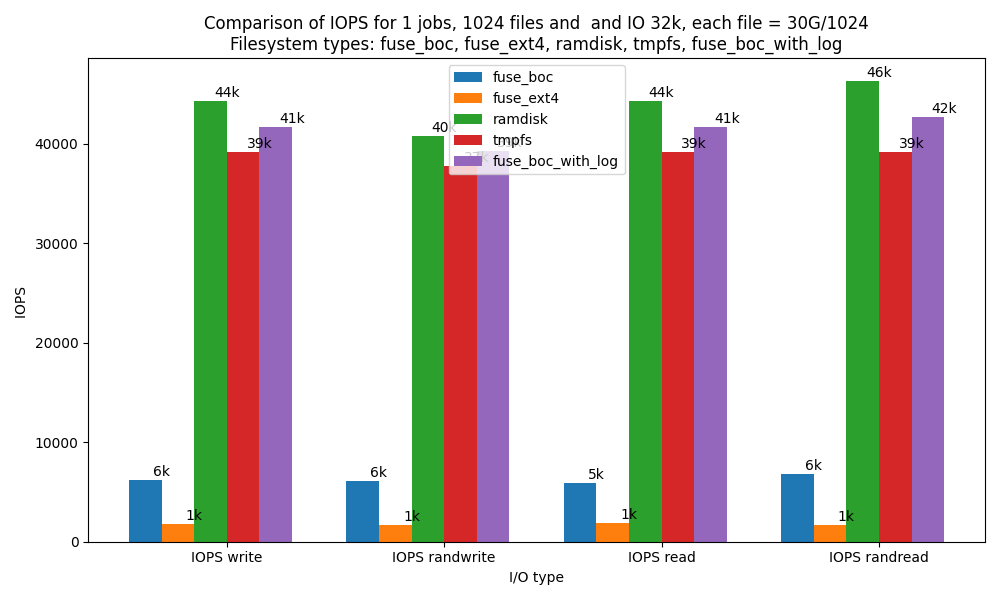 Comparison of IOPS for 1 jobs, 1024 files and  and IO 32k, each file = 30G/1024
Filesystem types: fuse_boc, fuse_ext4, ramdisk, tmpfs, fuse_boc_with_log
fuse_boc
fuse_ext4
ramdisk
tmpfs
fuse_boc_with_log
IOPS
40000
30000
20000
10000
0
6k
1k
44k
39k
41k
6k
1k
40k
5k
1k
44k
39k
41k
6k
1k
46k
39k
42k
IOPS write
IOPS randwrite
IOPS read
IOPS randread
I/O type